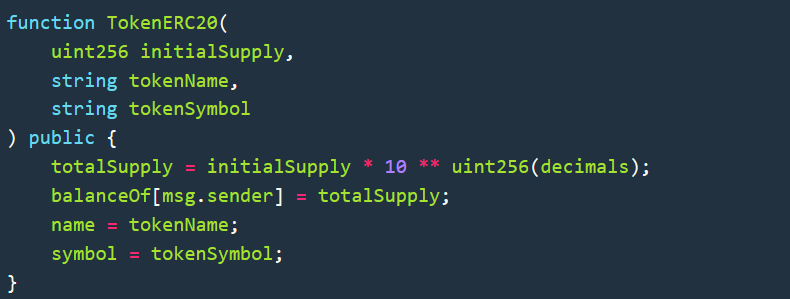 function TokenERC20(
    uint256 initialSupply,
    string tokenName,
    string tokenSymbol
) public {
    totalSupply = initialSupply * 10 ** uint256(decimals);
    balanceOf[msg.sender] = totalSupply;
    name = tokenName;
    symbol = tokenSymbol;
}